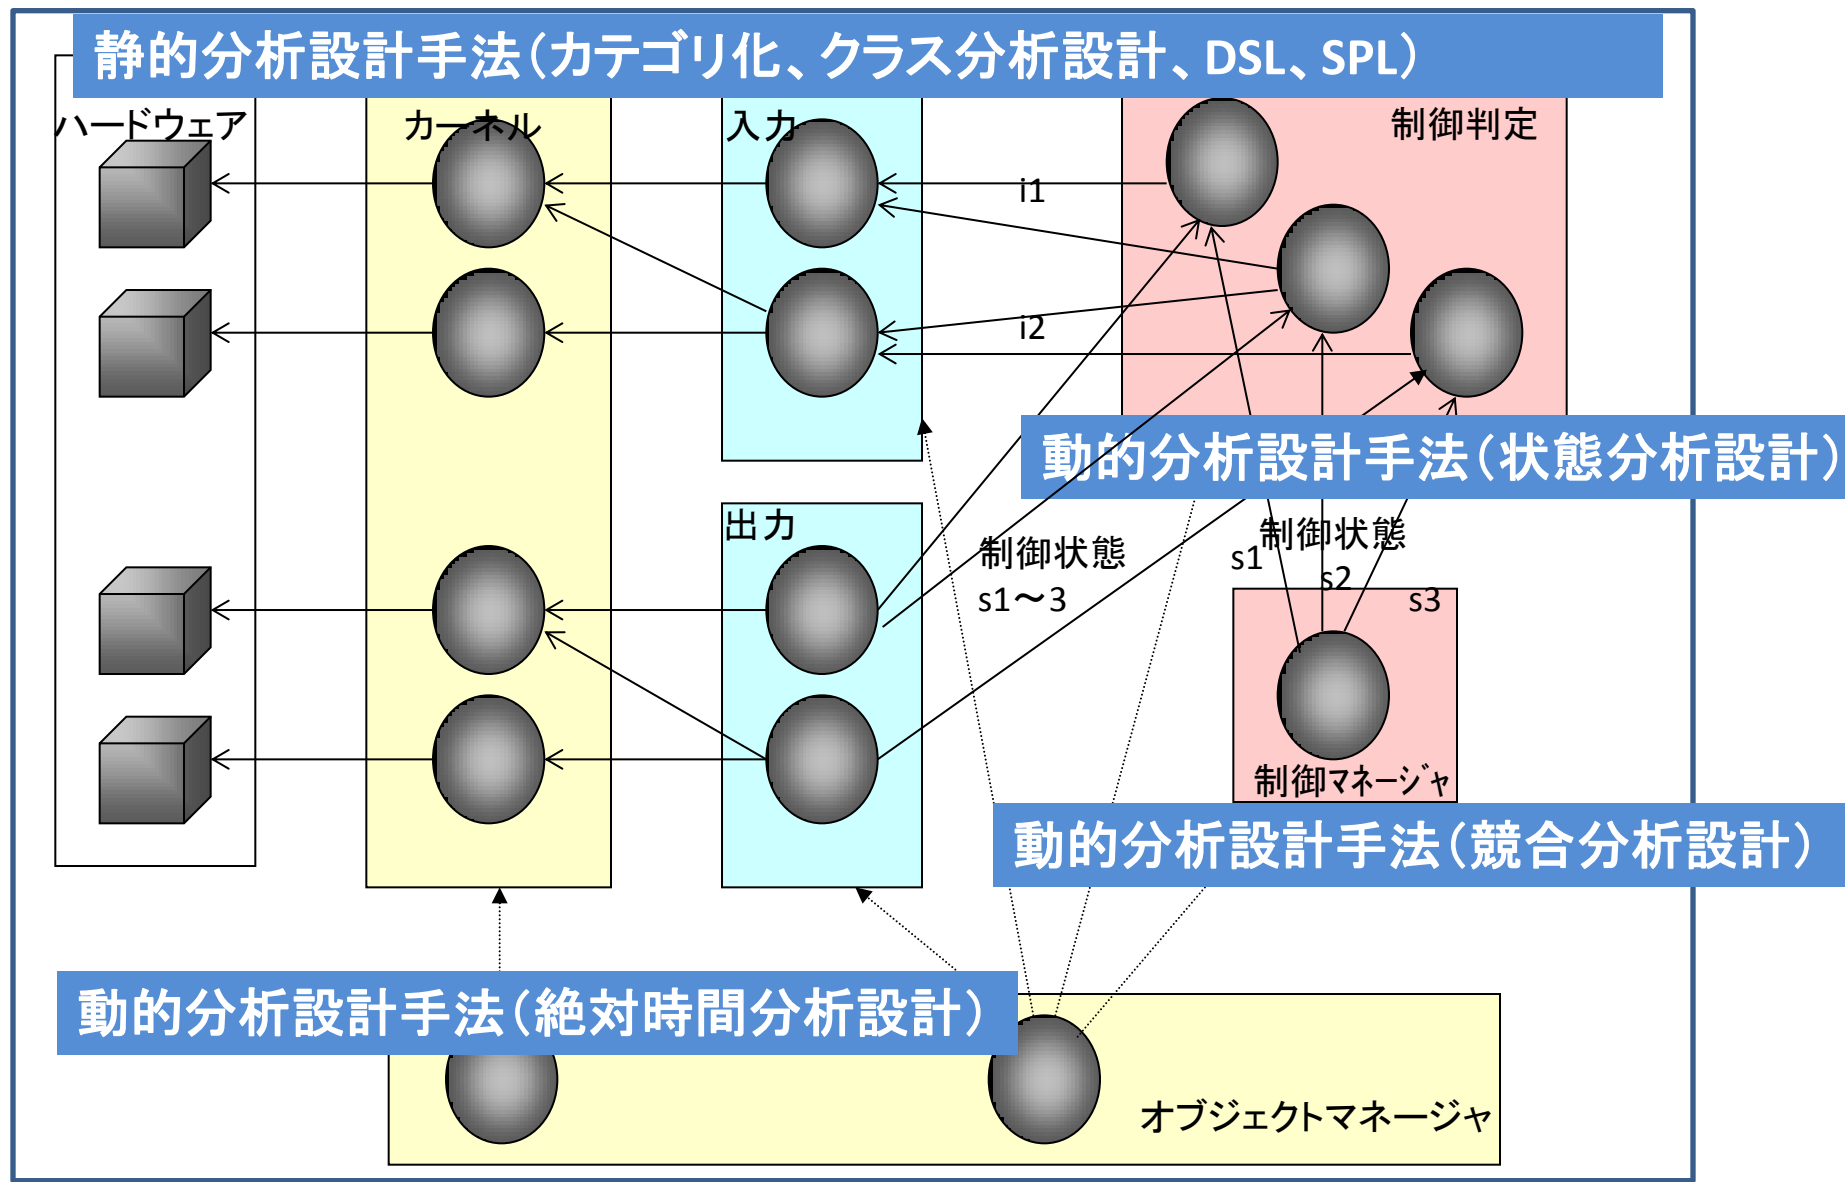 静的分析設計手法（カテゴリ化、クラス分析設計、DSL、SPL）
ハードウェア
カーネル
入力
制御判定
i1
i2
動的分析設計手法（状態分析設計）
出力
制御状態
s1～3
制御状態
s1
s2
s3
制御マネージャ
動的分析設計手法（競合分析設計）
動的分析設計手法（絶対時間分析設計）
オブジェクトマネージャ